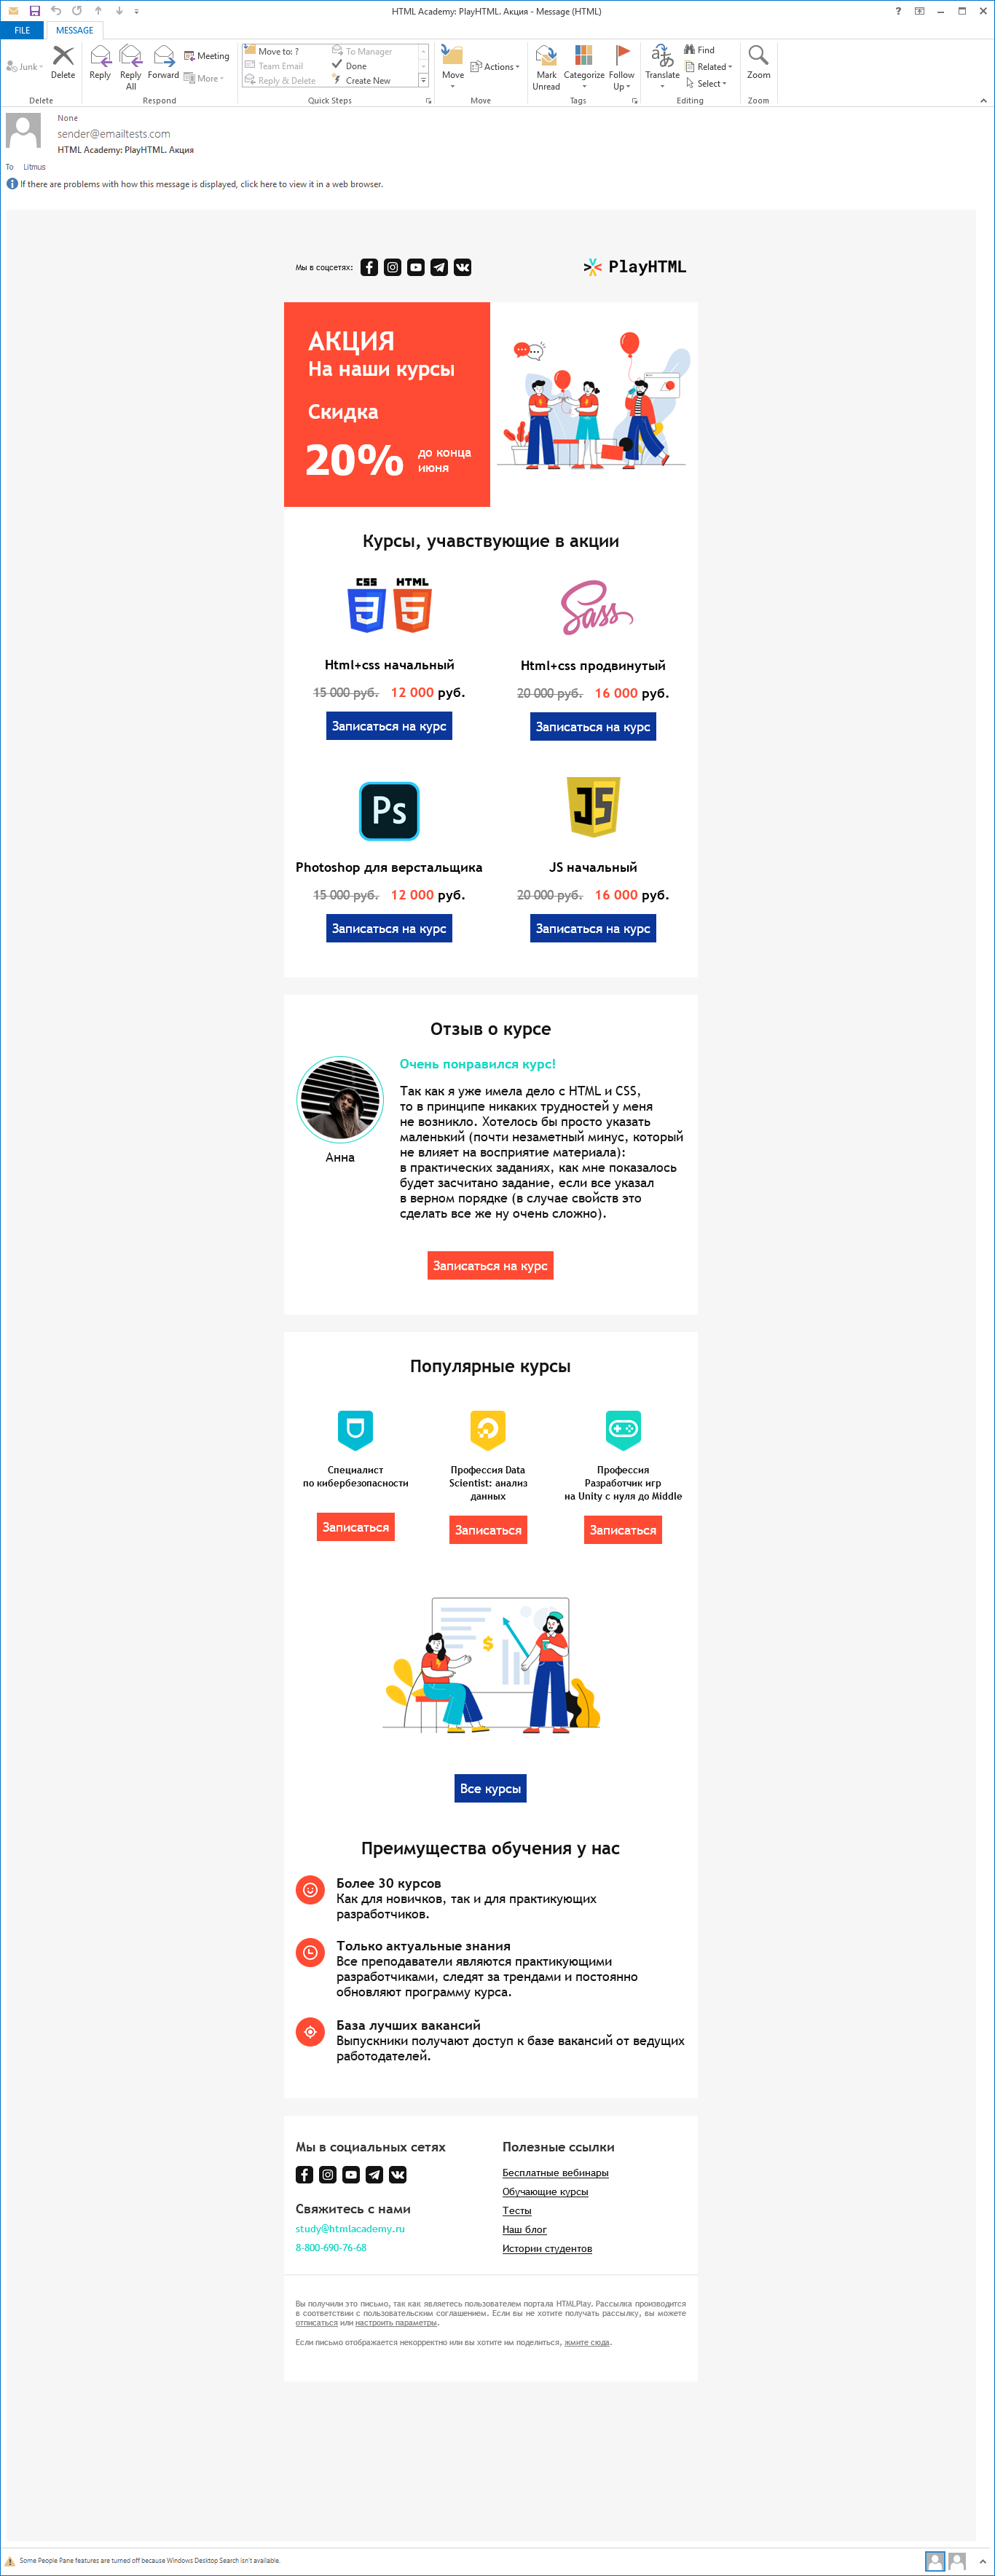 HTML Academy: PlayHTML. Акция - Message (HTML)
FILE MESSAGE
Junk
Delete
Delete
Reply
Reply All
Forward
Meeting
More
Respond
Move to: ?
Team Email
Reply & Delete
To Manager
Done
Create New
Quick Steps
Move
Actions
Move
Mark Unread
Categorize
Follow Up
Tags
Translate
Find
Related
Select
Editing
Zoom
Zoom
None
sender@emailtests.com
HTML Academy: PlayHTML. Акция
To Litmus
If there are problems with how this message is displayed, click here to view it in a web browser.
Мы в соцсетях:
PlayHTML
АКЦИЯ
На наши курсы
Скидка
20% до конца
июня
Курсы, учавствующие в акции
CSS HTML
Sass
Html+css начальный
15 000 руб. 12 000 руб.
Записаться на курс
Html+css продвинутый
20 000 руб. 16 000 руб.
Записаться на курс
Ps
Photoshop для верстальщика
15 000 руб. 12 000 руб.
Записаться на курс
JS
JS начальный
20 000 руб. 16 000 руб.
Записаться на курс
Отзыв о курсе
Анна
Очень понравился курс!
Так как я уже имела дело с HTML и CSS,
то в принципе никаких трудностей у меня
не возникло. Хотелось бы просто указать
маленький (почти незаметный минус, который
не влияет на восприятие материала):
в практических заданиях, как мне показалось
будет засчитано задание, если все указал
в верном порядке (в случае свойств это
сделать все же ну очень сложно).
Записаться на курс
Популярные курсы
Специалист
по кибербезопасности
Записаться
Профессия Data
Scientist: анализ
данных
Записаться
Профессия
Разработчик игр
на Unity с нуля до Middle
Записаться
$
Все курсы
Преимущества обучения у нас
Более 30 курсов
Как для новичков, так и для практикующих
разработчиков.
Только актуальные знания
Все преподаватели являются практикующими
разработчиками, следят за трендами и постоянно
обновляют программу курса.
База лучших вакансий
Выпускники получают доступ к базе вакансий от ведущих
работодателей.
Мы в социальных сетях
Свяжитесь с нами
study@htmlacademy.ru
8-800-690-76-68
Полезные ссылки
Бесплатные вебинары
Обучающие курсы
Тесты
Наш блог
Истории студентов
Вы получили это письмо, так как являетесь пользователем портала HTMLPlay. Рассылка производится
в соответствии с пользовательским соглашением. Если вы не хотите получать рассылку, вы можете
отписаться или настроить параметры.
Если письмо отображается некорректно или вы хотите им поделиться, жмите сюда.
Some People Pane features are turned off because Windows Desktop Search isn't available.